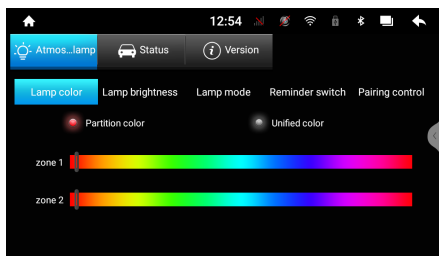 12:54
Atmos...lamp Status Version
Lamp color Lamp brightness Lamp mode Reminder switch Pairing control
Partition color Unified color
zone 1
zone 2